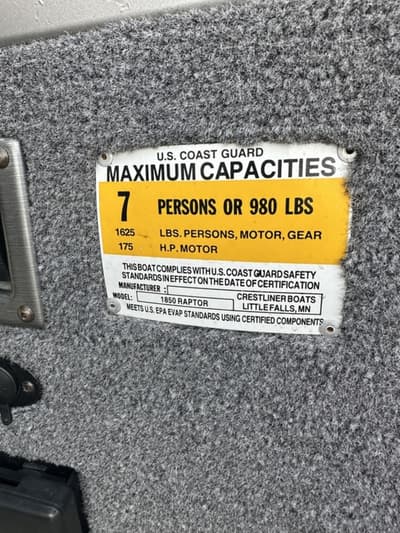 U.S. COAST GUARD
MAXIMUM CAPACITIES
7 PERSONS OR 980 LBS
1625 LBS. PERSONS, MOTOR, GEAR
175 H.P. MOTOR
THIS BOAT COMPLIES WITH U.S. COAST GUARD SAFETY
STANDARDS IN EFFECT ON THE DATE OF CERTIFICATION
MANUFACTURER :
MODEL: 1850 RAPTOR CRESTLINER BOATS
LITTLE FALLS, MN
MEETS U.S. EPA EVAP STANDARDS USING CERTIFIED COMPONENTS